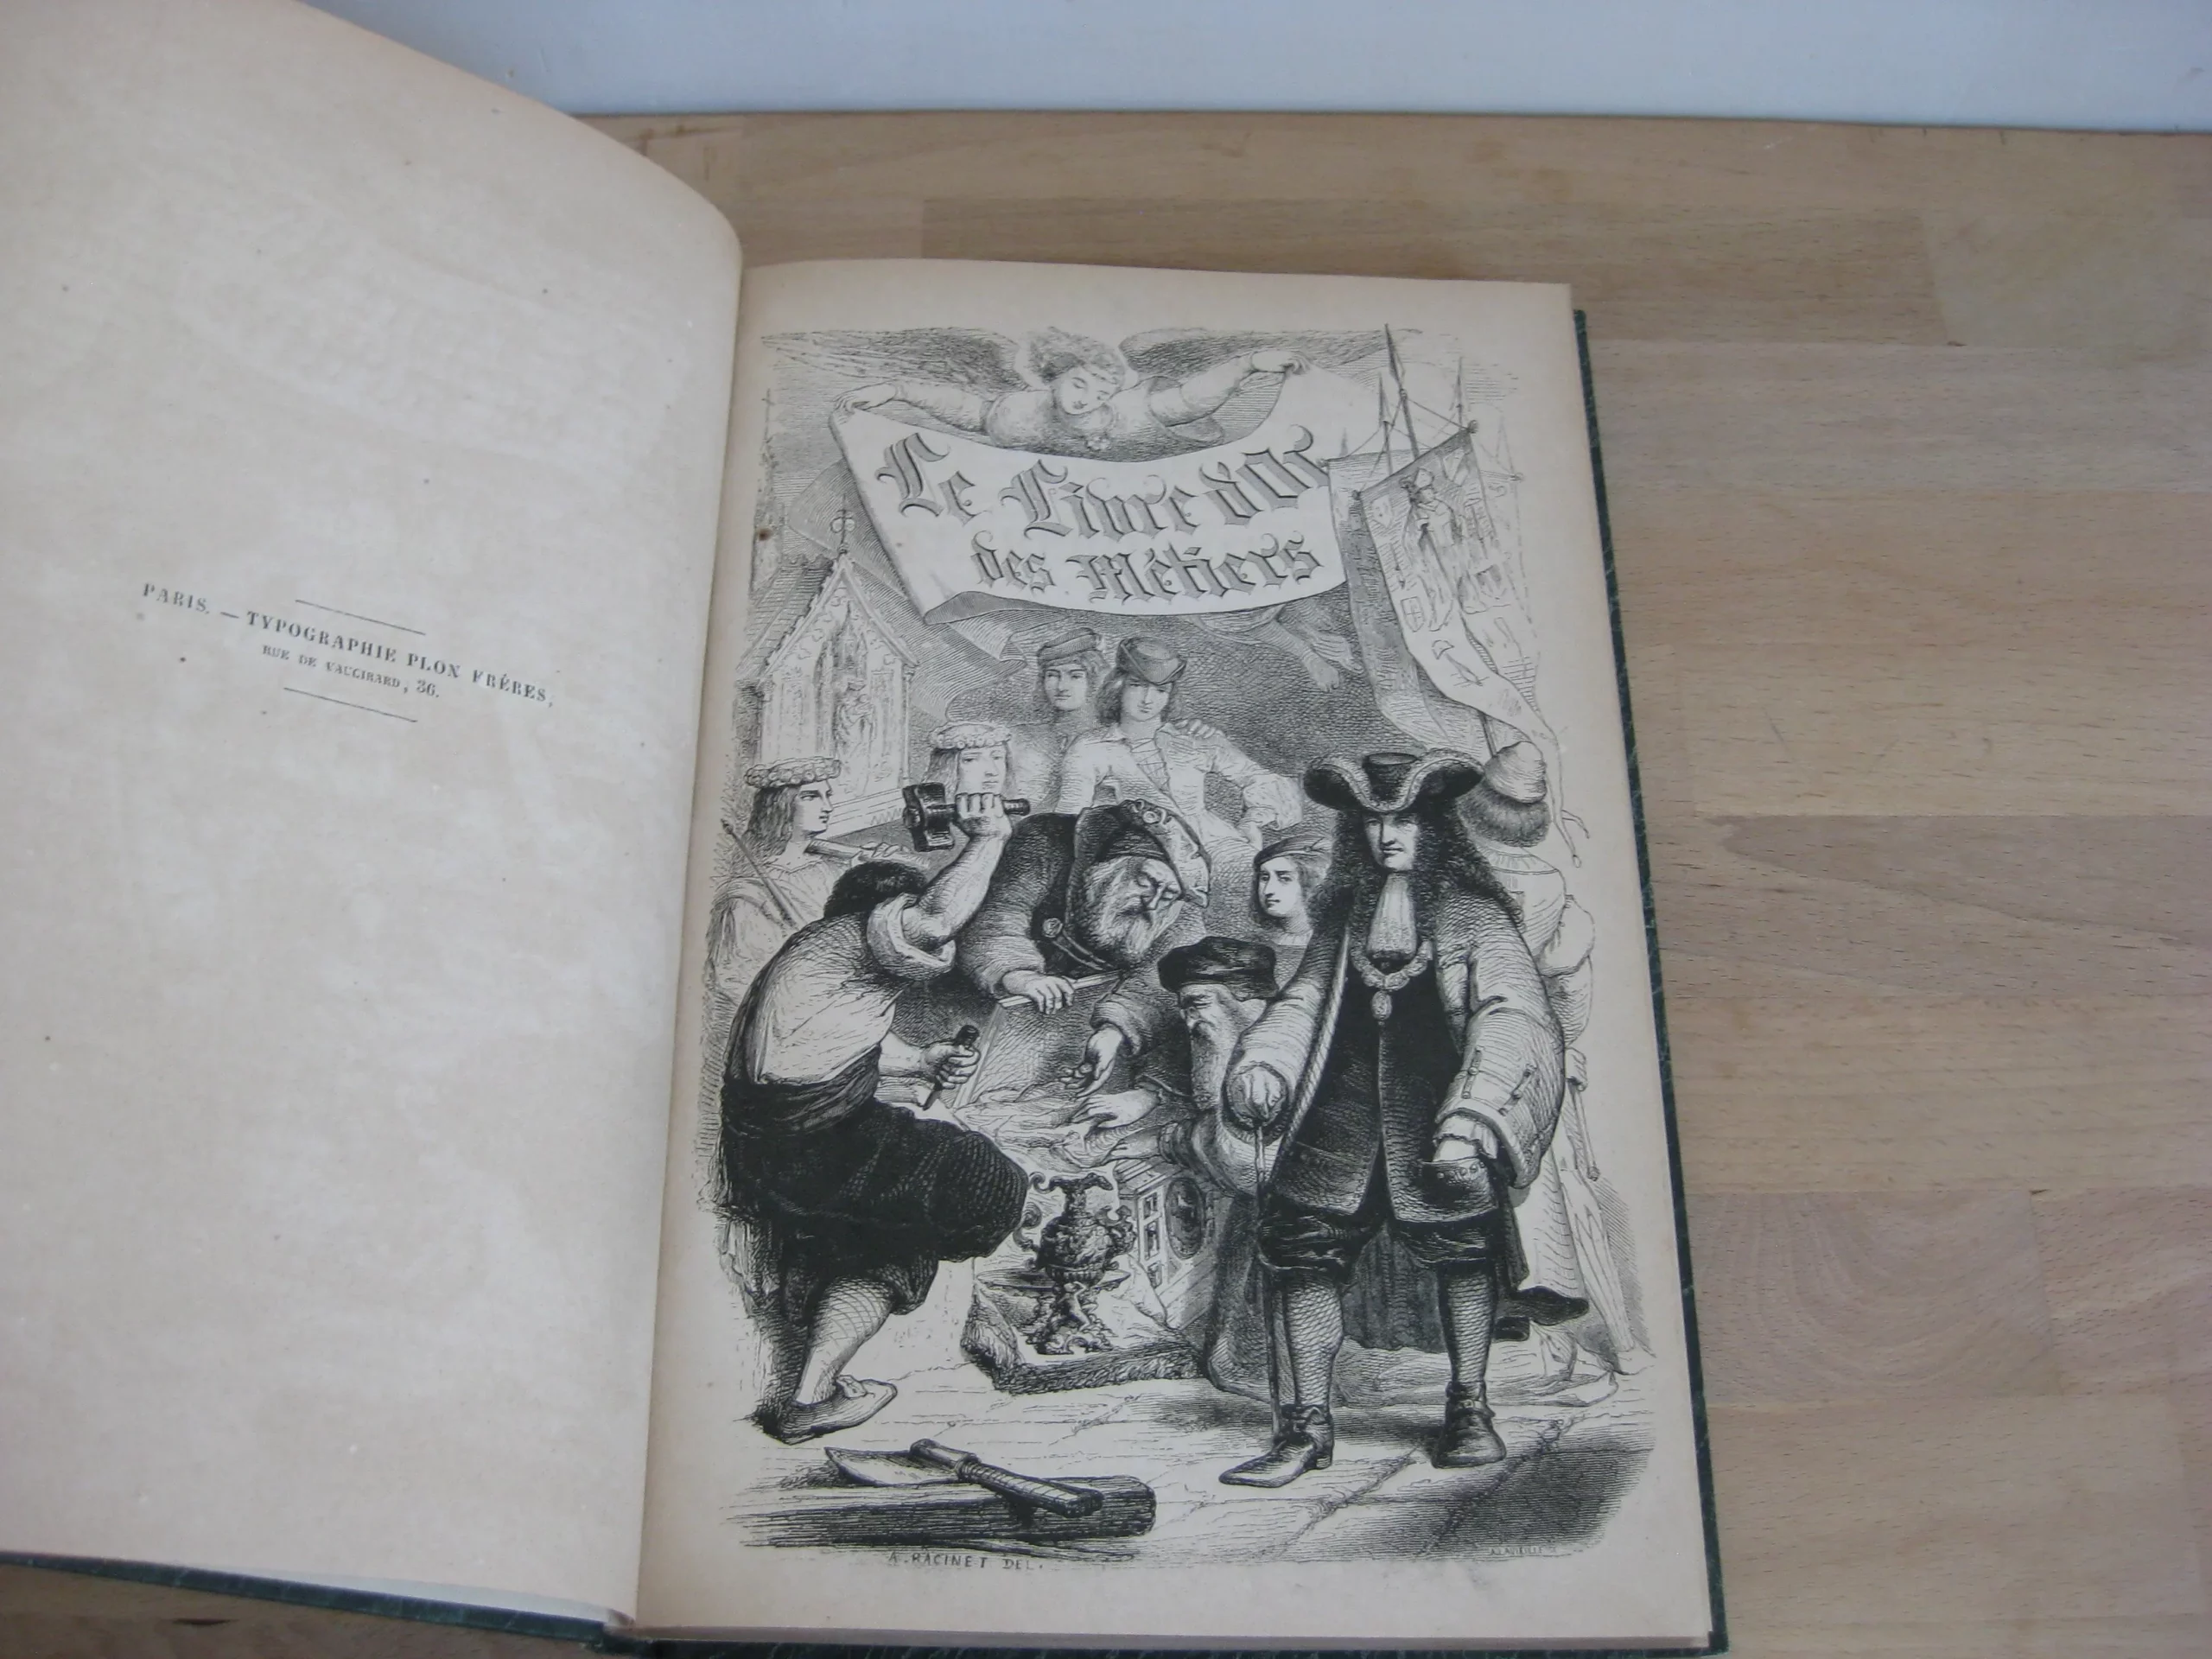 PARIS. — TYPOGRAPHIE PLON FRÈRES,
RUE DE VAUGIRARD, 36.
Le Livre d'Or
des Métiers
A. RACINET DEL.